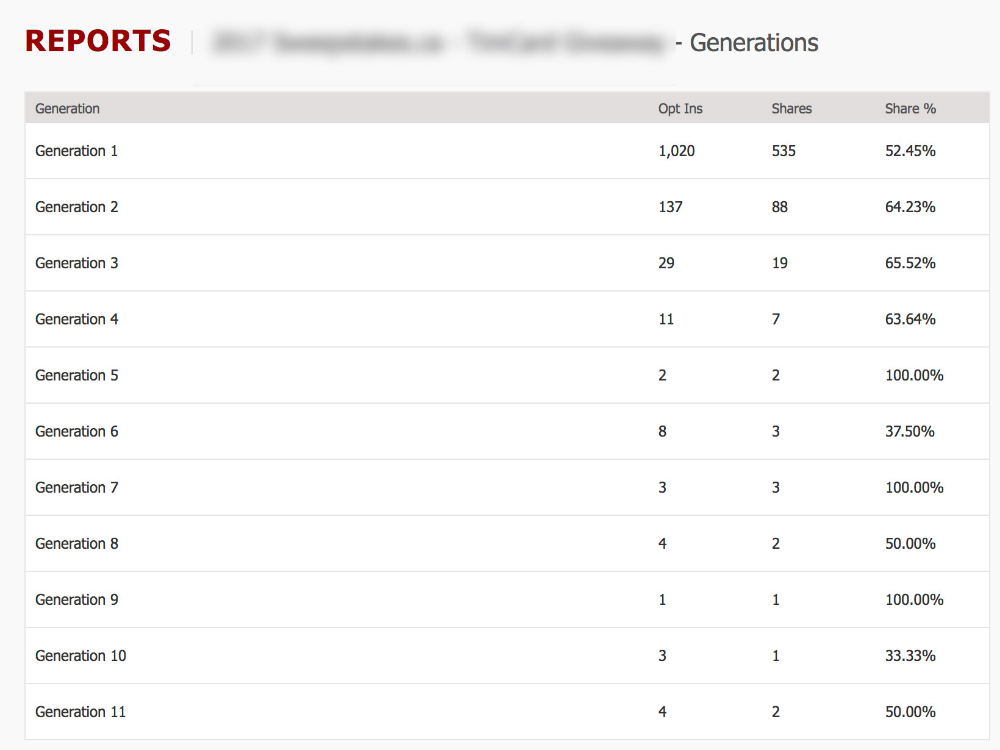 REPORTS - Generations
Generation Opt Ins Shares Share %
Generation 1 1,020 535 52.45%
Generation 2 137 88 64.23%
Generation 3 29 19 65.52%
Generation 4 11 7 63.64%
Generation 5 2 2 100.00%
Generation 6 8 3 37.50%
Generation 7 3 3 100.00%
Generation 8 4 2 50.00%
Generation 9 1 1 100.00%
Generation 10 3 1 33.33%
Generation 11 4 2 50.00%